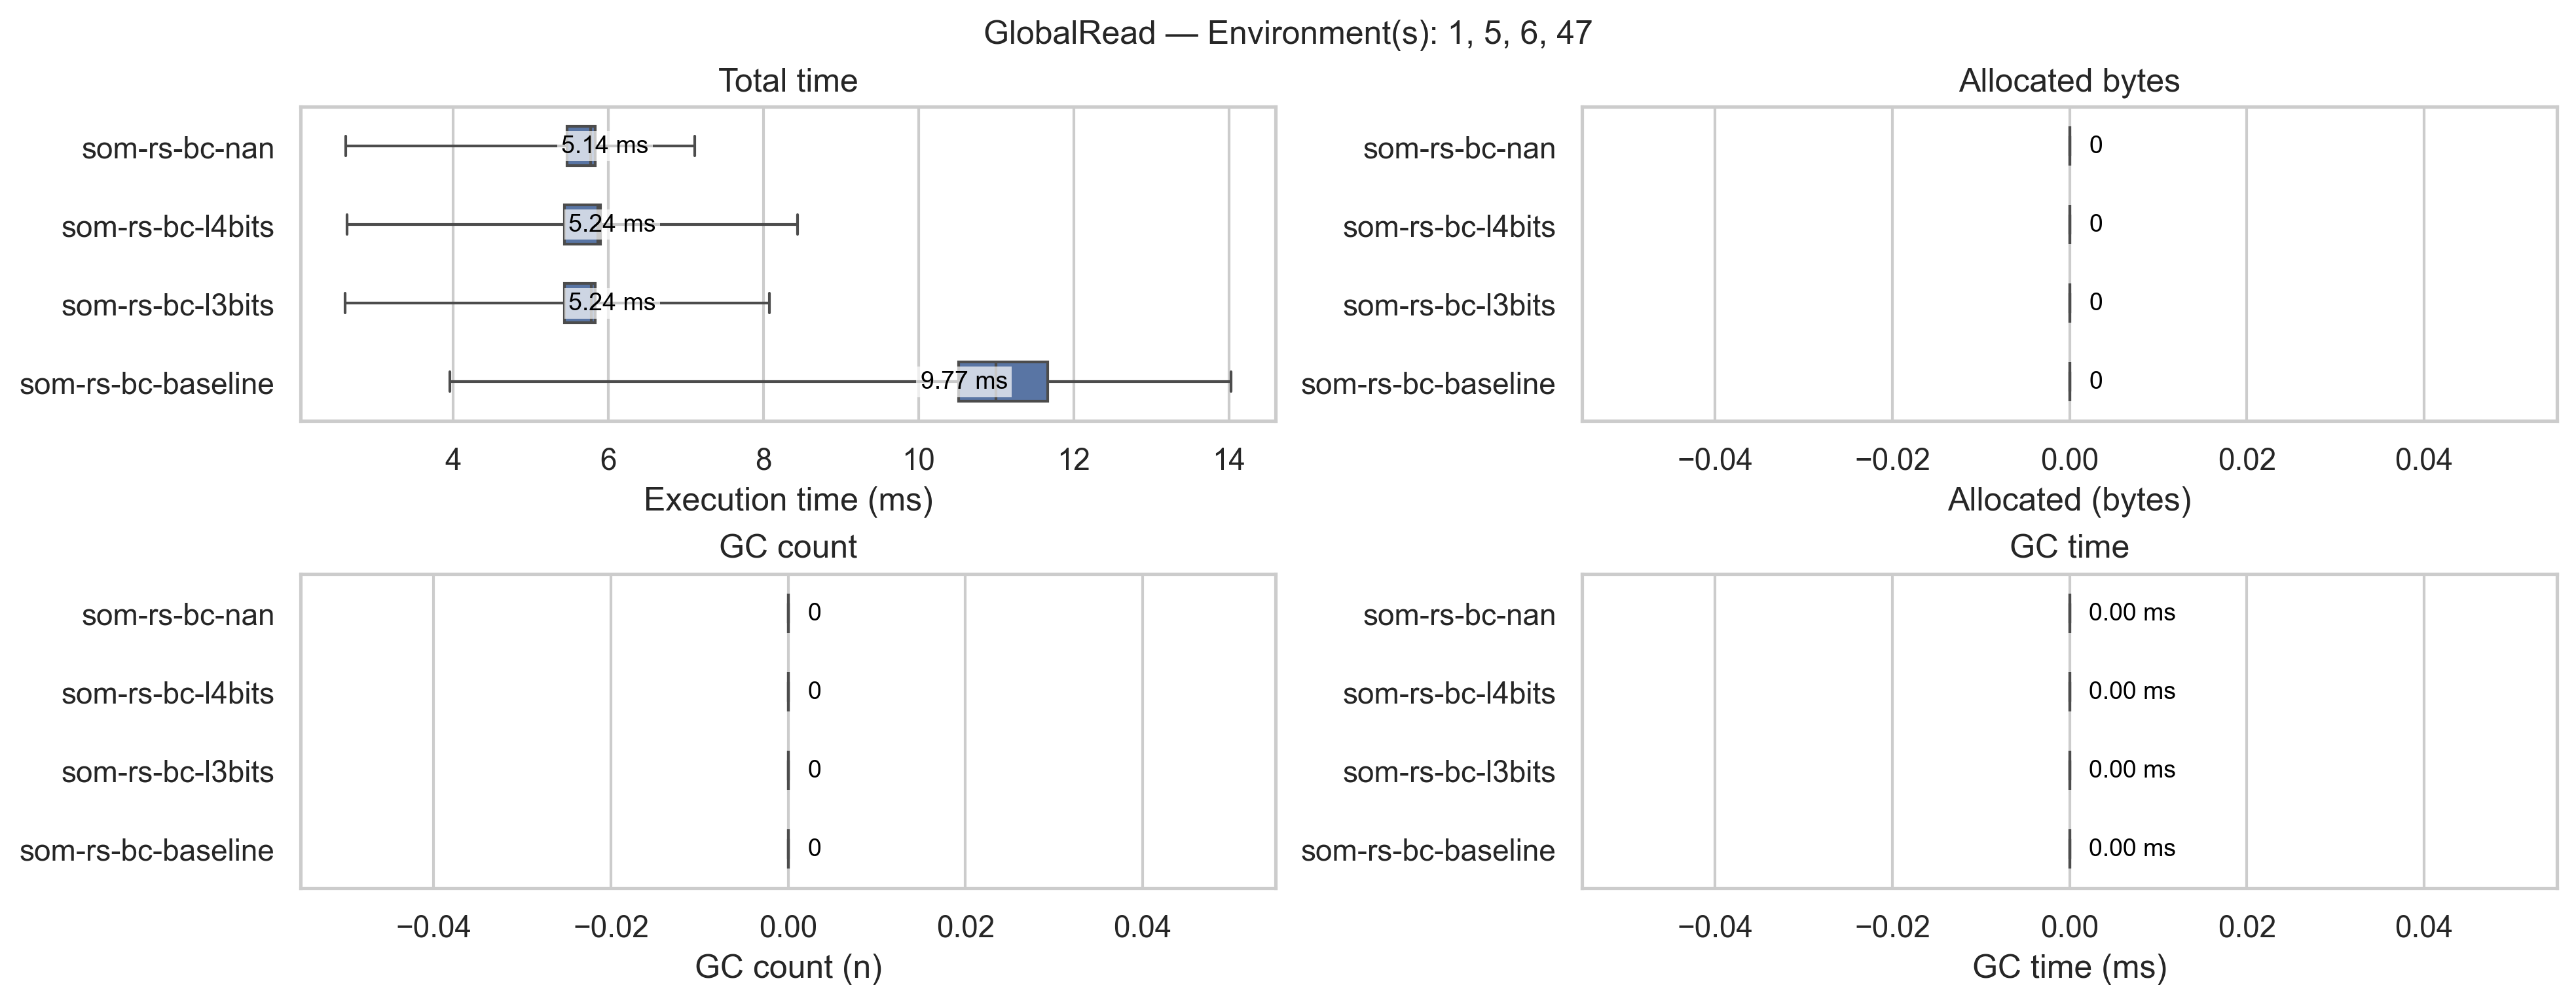 GlobalRead — Environment(s): 1, 5, 6, 47
Total time
som-rs-bc-nan
5.14 ms
som-rs-bc-l4bits
5.24 ms
som-rs-bc-l3bits
5.24 ms
som-rs-bc-baseline
9.77 ms
4 6 8 10 12 14
Execution time (ms)
Allocated bytes
som-rs-bc-nan
0
som-rs-bc-l4bits
0
som-rs-bc-l3bits
0
som-rs-bc-baseline
0
−0.04 −0.02 0.00 0.02 0.04
Allocated (bytes)
GC count
som-rs-bc-nan
0
som-rs-bc-l4bits
0
som-rs-bc-l3bits
0
som-rs-bc-baseline
0
−0.04 −0.02 0.00 0.02 0.04
GC count (n)
GC time
som-rs-bc-nan
0.00 ms
som-rs-bc-l4bits
0.00 ms
som-rs-bc-l3bits
0.00 ms
som-rs-bc-baseline
0.00 ms
−0.04 −0.02 0.00 0.02 0.04
GC time (ms)